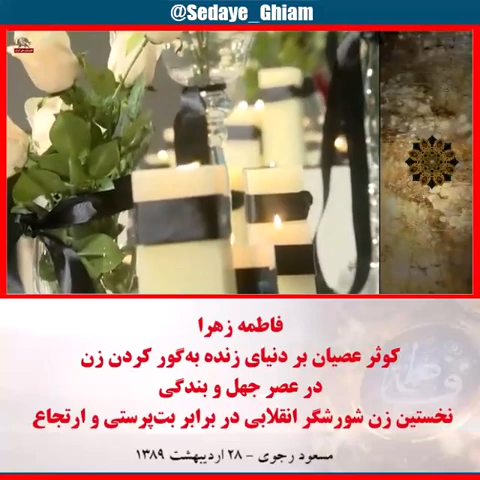 @Sedaye_Ghiam
فاطمه زهرا
کوثر عصیان بر دنیای زنده به‌گور کردن زن
در عصر جهل و بندگی
نخستین زن شورشگر انقلابی در برابر بت‌پرستی و ارتجاع
مسعود رجوی - ۲۸ اردیبهشت ۱۳۸۹